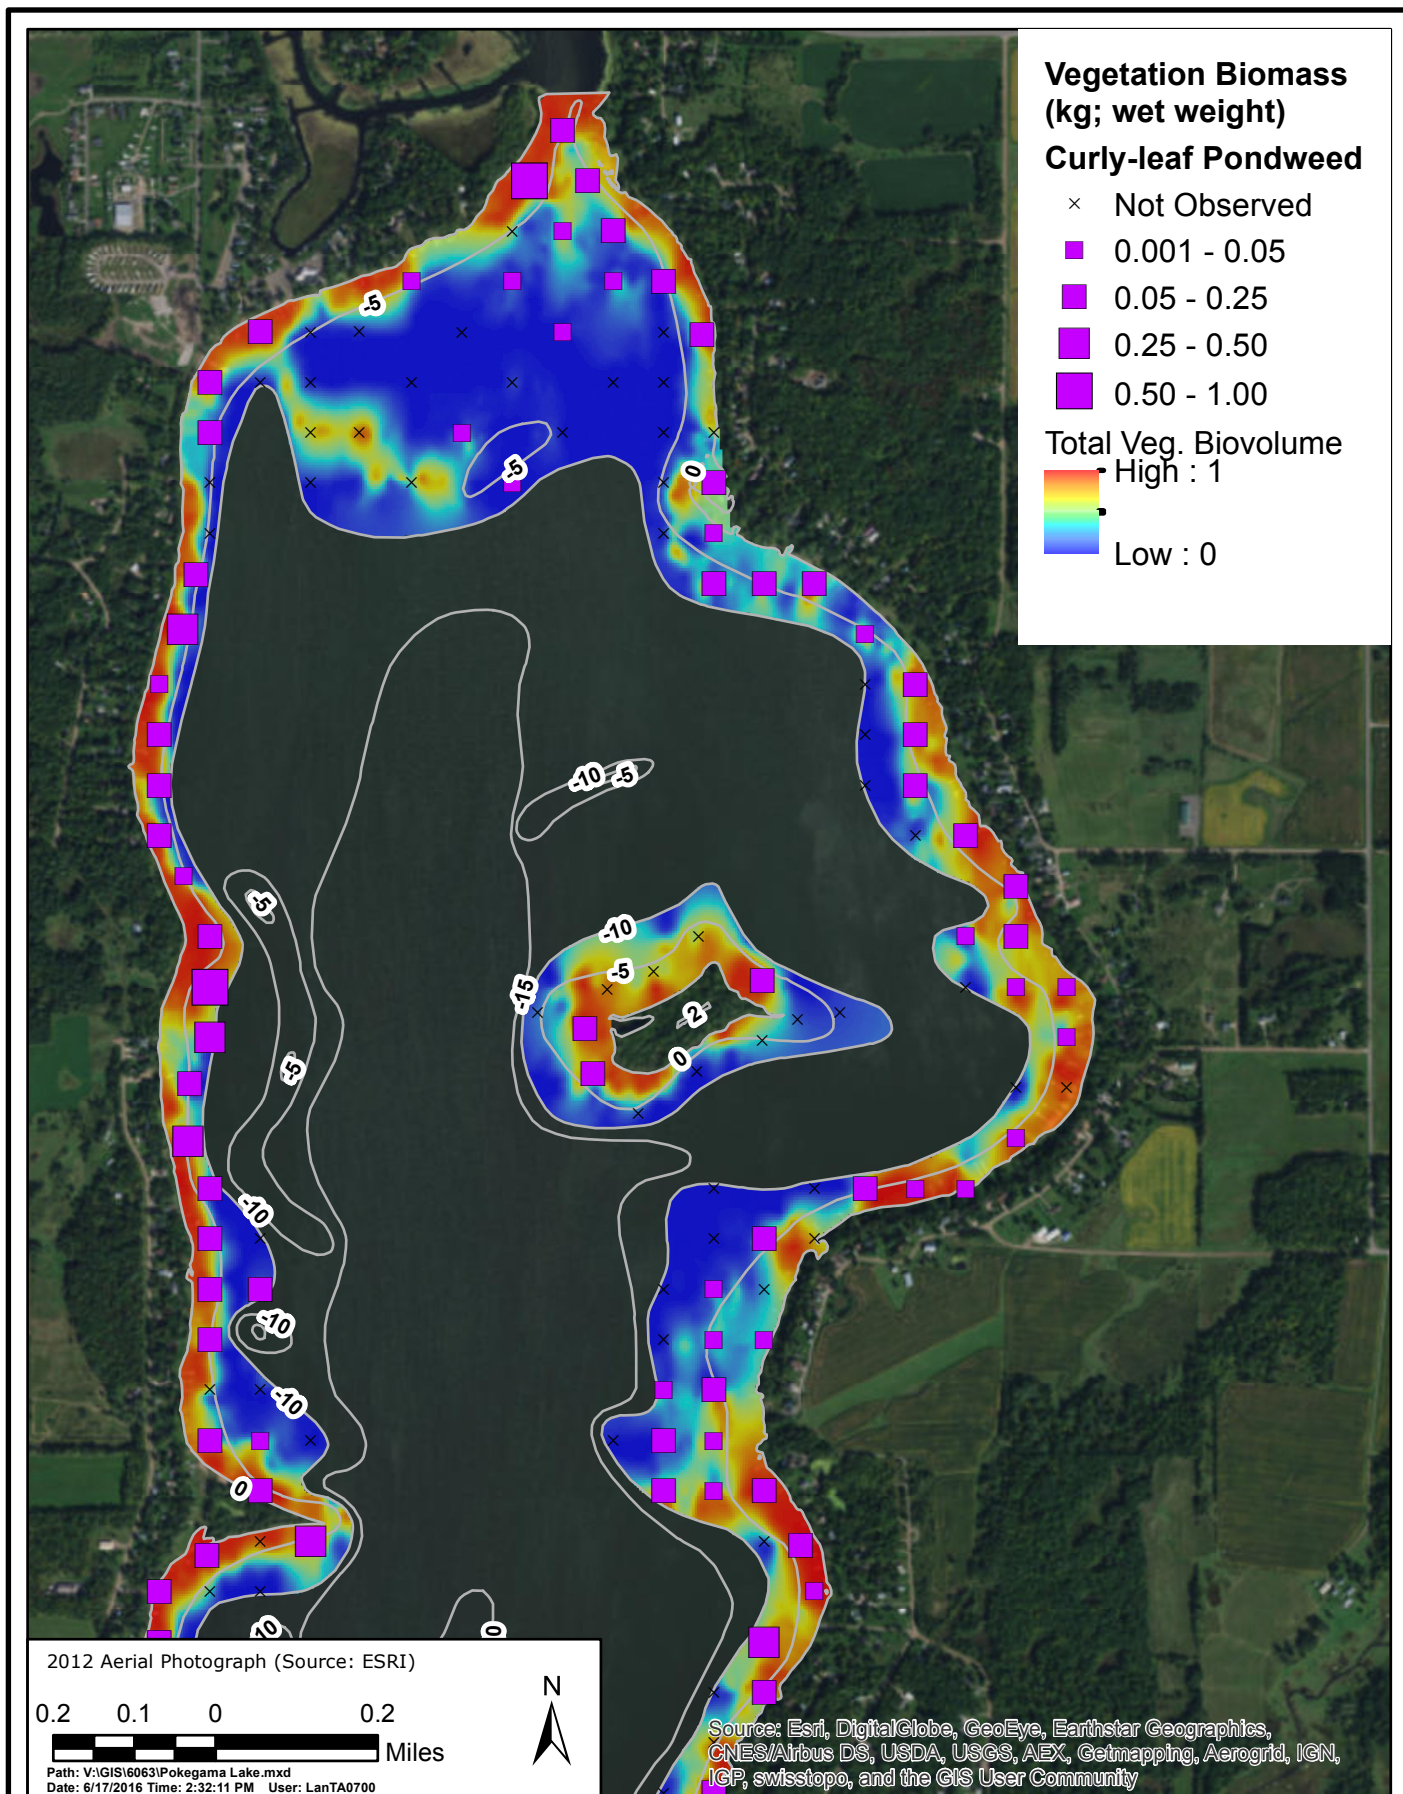 Vegetation Biomass
(kg; wet weight)
Curly-leaf Pondweed
Not Observed
0.001 - 0.05
0.05 - 0.25
0.25 - 0.50
0.50 - 1.00
Total Veg. Biovolume
High : 1
Low : 0
-5
-5
0
-10 -5
-5
-10
-5
-15
2
0
-5
-10
-10
-10
0
10
0
2012 Aerial Photograph (Source: ESRI)
N
0.2 0.1 0 0.2
Miles
Path: V:\GIS\6063\Pokegama Lake.mxd
Date: 6/17/2016 Time: 2:32:11 PM User: LanTA0700
Source: Esri, DigitalGlobe, GeoEye, Earthstar Geographics,
CNES/Airbus DS, USDA, USGS, AEX, Getmapping, Aerogrid, IGN,
IGP, swisstopo, and the GIS User Community